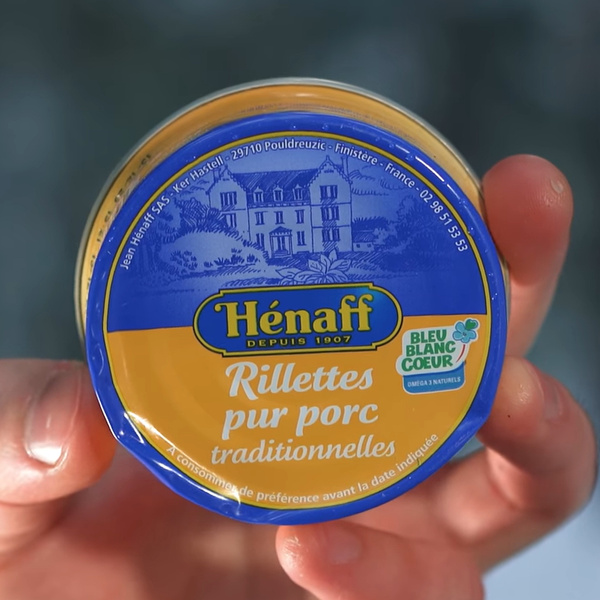 Jean Hénaff SAS - Ker Hastell - 29710 Pouldreuzic - Finistère - France - 02 98 51 53 53
Hénaff
DEPUIS 1907
BLEU
BLANC
COEUR
OMÉGA 3 NATURELS
Rillettes
pur porc
traditionnelles
A consommer de préférence avant la date indiquée